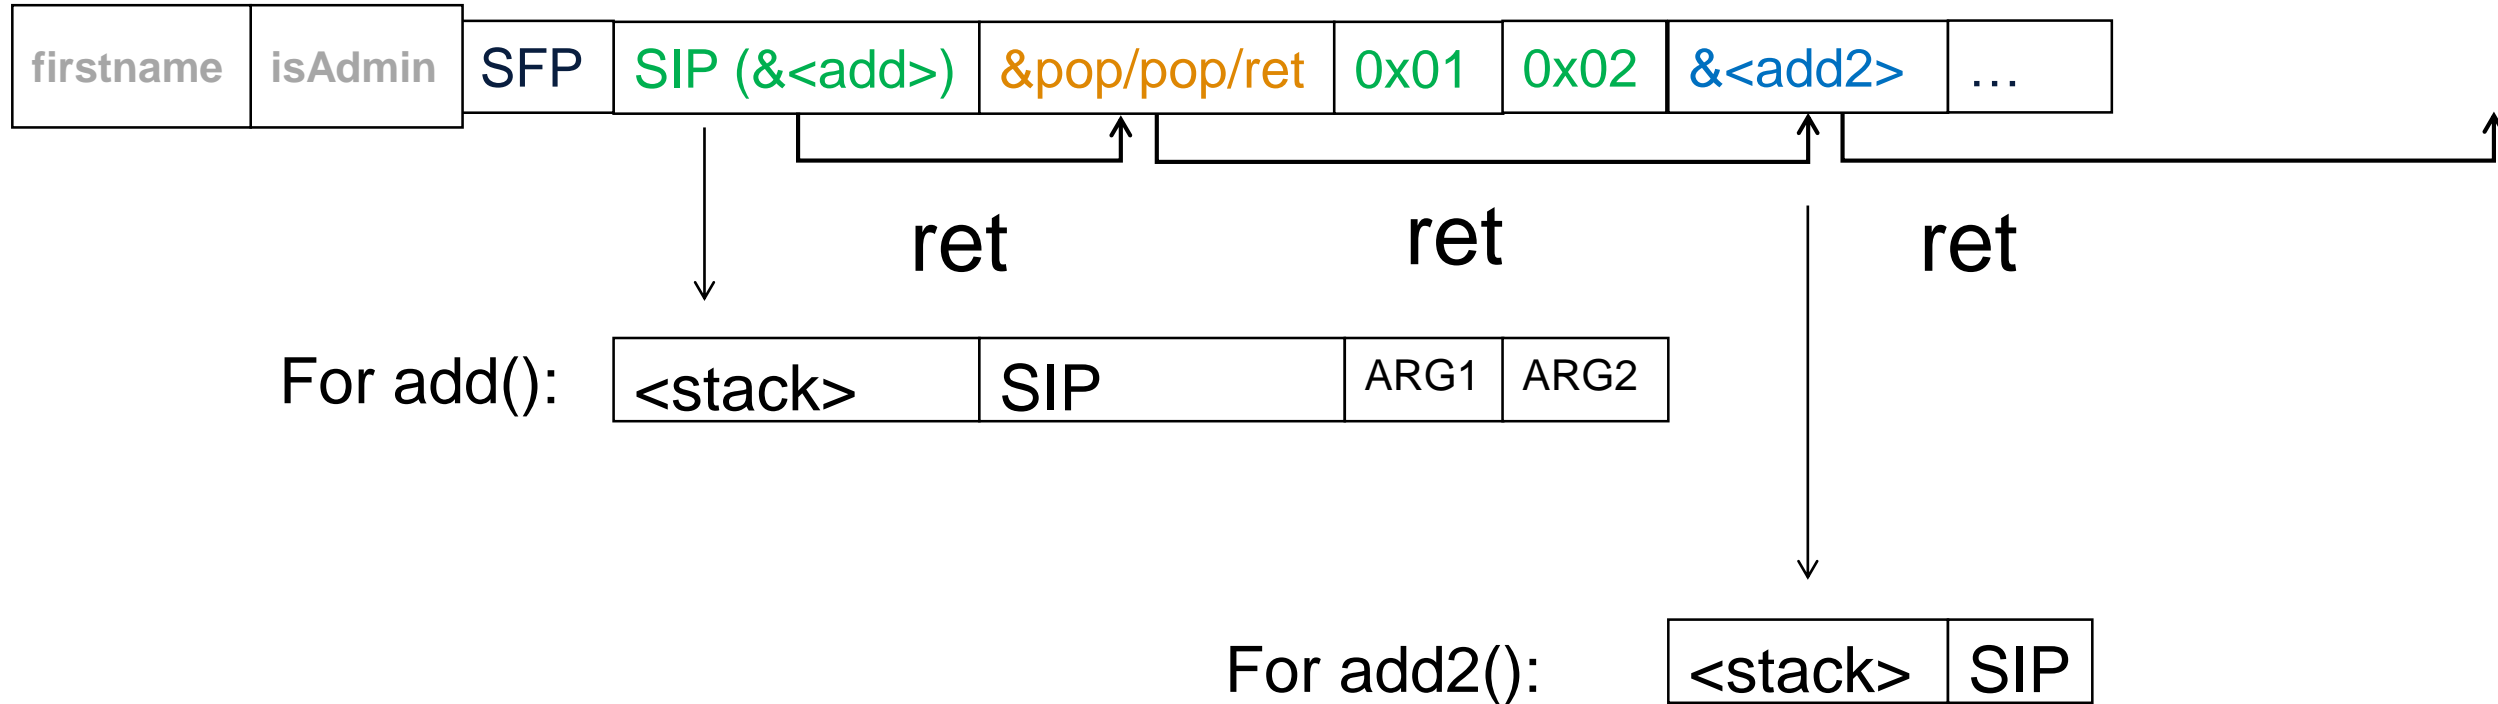 firstname isAdmin SFP SIP (&<add>) &pop/pop/ret 0x01 0x02 &<add2> ...
ret ret ret
For add(): <stack> SIP ARG1 ARG2
For add2(): <stack> SIP